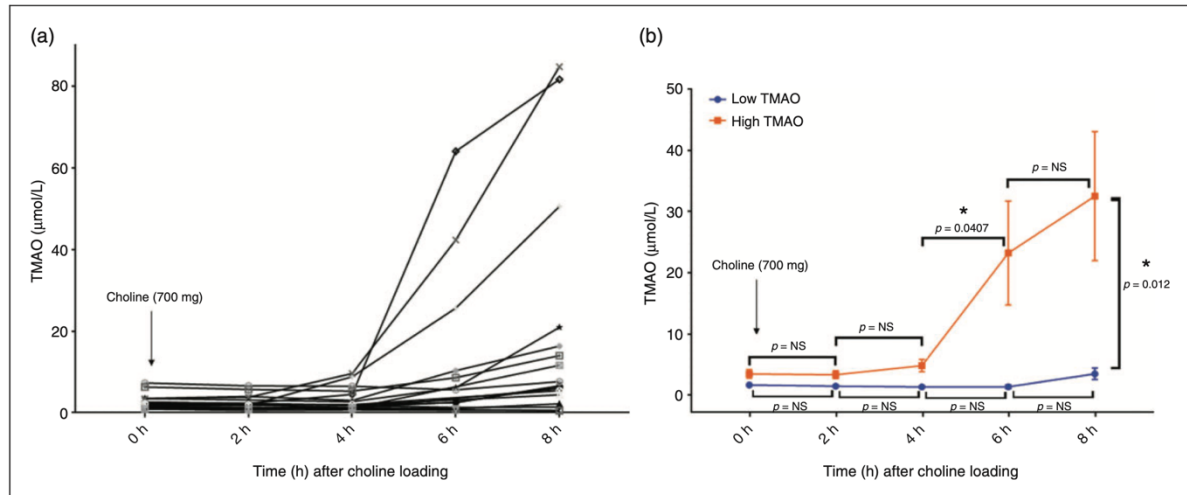 (a)
TMAO (μmol/L)
80
60
40
20
0
Choline (700 mg)
0 h
2 h
4 h
6 h
8 h
Time (h) after choline loading
(b)
TMAO (μmol/L)
50
40
30
20
10
0
Low TMAO
High TMAO
Choline (700 mg)
p = NS
p = NS
*
p = 0.0407
p = NS
*
p = 0.012
p = NS
p = NS
p = NS
p = NS
0 h
2 h
4 h
6 h
8 h
Time (h) after choline loading